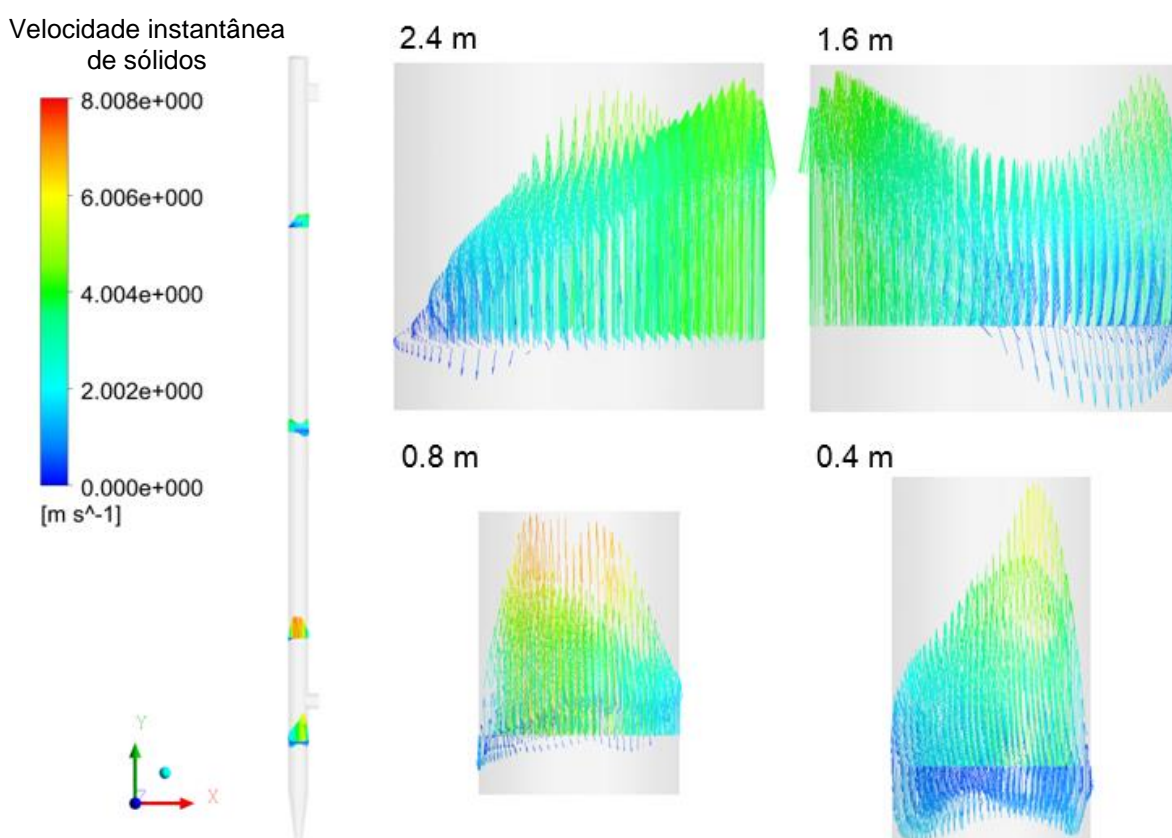 Velocidade instantânea
de sólidos
8.008e+000
6.006e+000
4.004e+000
2.002e+000
0.000e+000
[m s^-1]
Y
Z
X
2.4 m
1.6 m
0.8 m
0.4 m